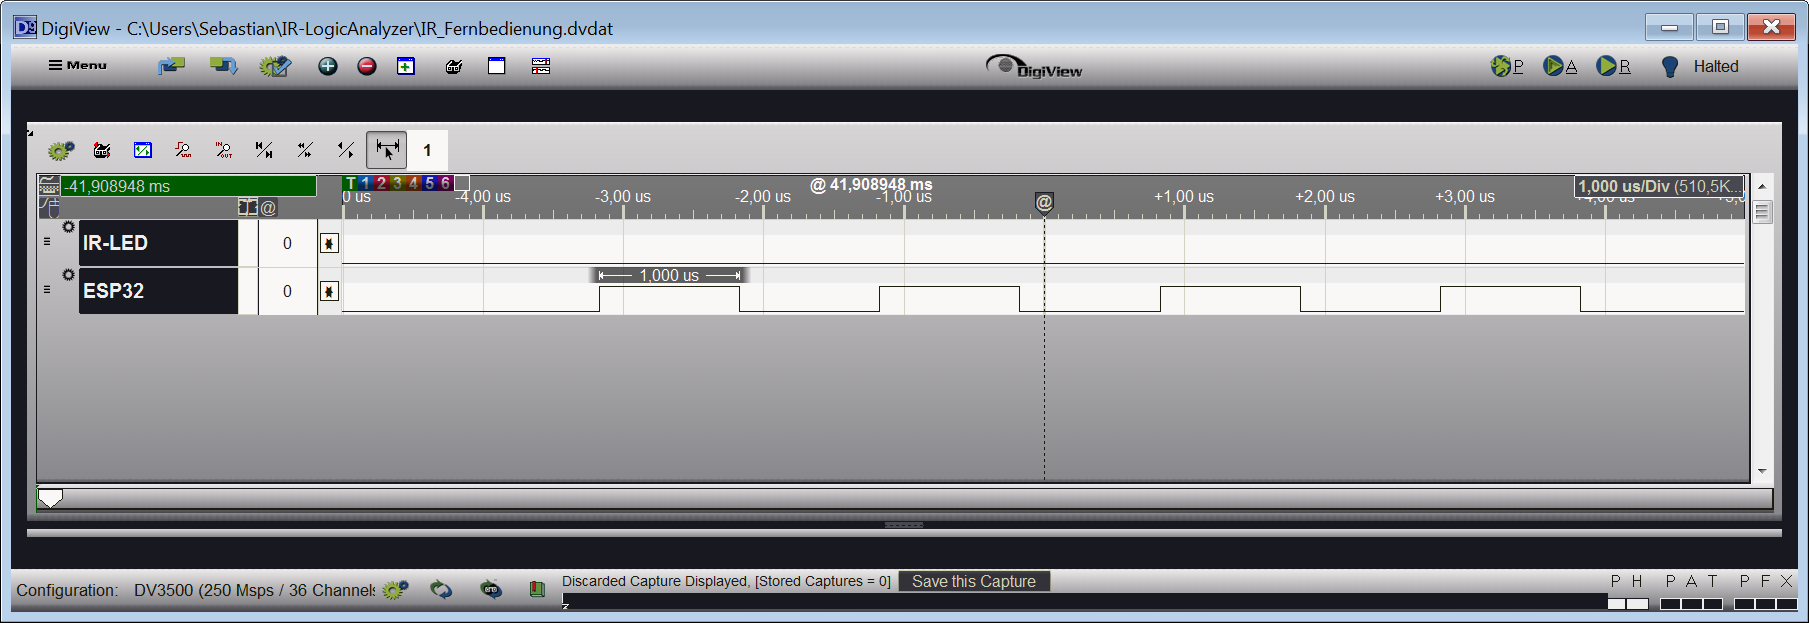 DigiView - C:\Users\Sebastian\IR-LogicAnalyzer\IR_Fernbedienung.dvdat
Menu DigiView P A R Halted
1
-41,908948 ms T 1 2 3 4 5 6 @ 41,908948 ms 1,000 us/Div (510,5K...
0 us -4,00 us -3,00 us -2,00 us -1,00 us @ +1,00 us +2,00 us +3,00 us +4,00 us
@
IR-LED 0
ESP32 0 1,000 us
Configuration: DV3500 (250 Msps / 36 Channels Discarded Capture Displayed, [Stored Captures = 0] Save this Capture P H P A T P F X